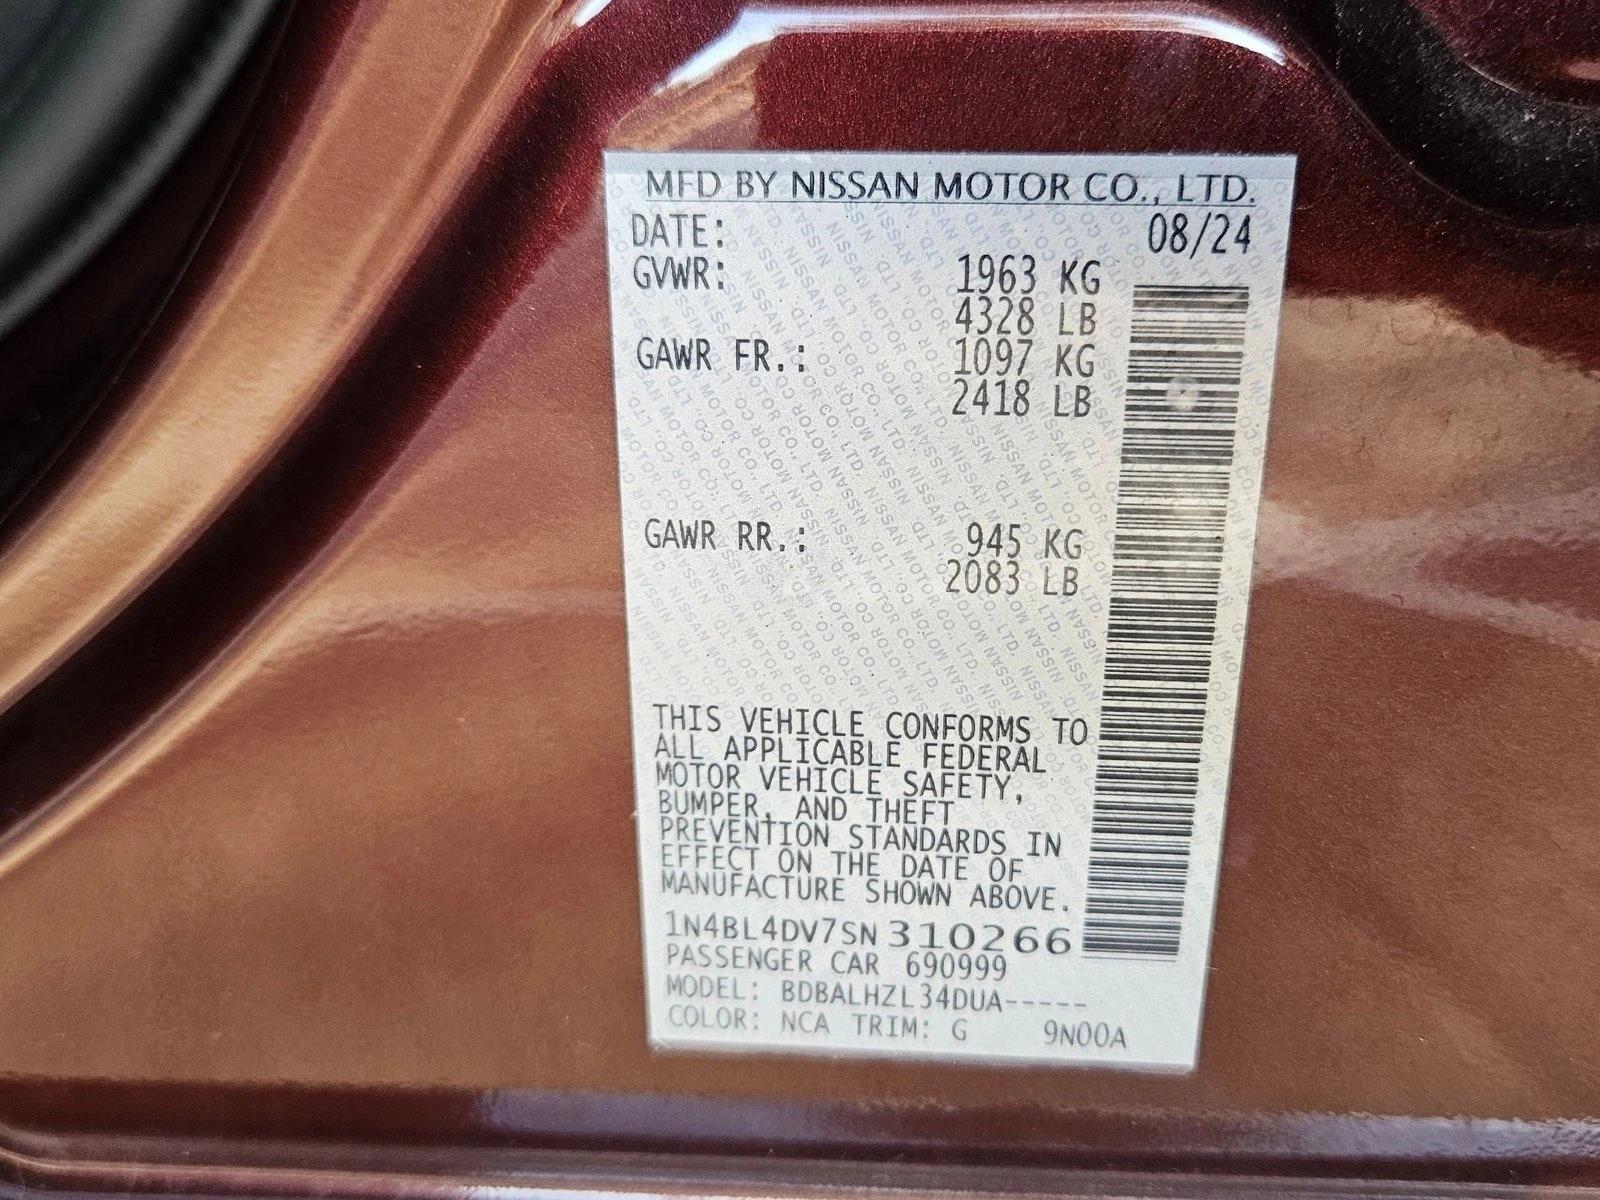 MFD BY NISSAN MOTOR CO., LTD.
DATE: 08/24
GVWR: 1963 KG
4328 LB
GAWR FR.: 1097 KG
2418 LB
GAWR RR.: 945 KG
2083 LB
THIS VEHICLE CONFORMS TO
ALL APPLICABLE FEDERAL
MOTOR VEHICLE SAFETY,
BUMPER, AND THEFT
PREVENTION STANDARDS IN
EFFECT ON THE DATE OF
MANUFACTURE SHOWN ABOVE.
1N4BL4DV7SN310266
PASSENGER CAR 690999
MODEL: BDBALHZL34DUA-----
COLOR: NCA TRIM: G 9N00A